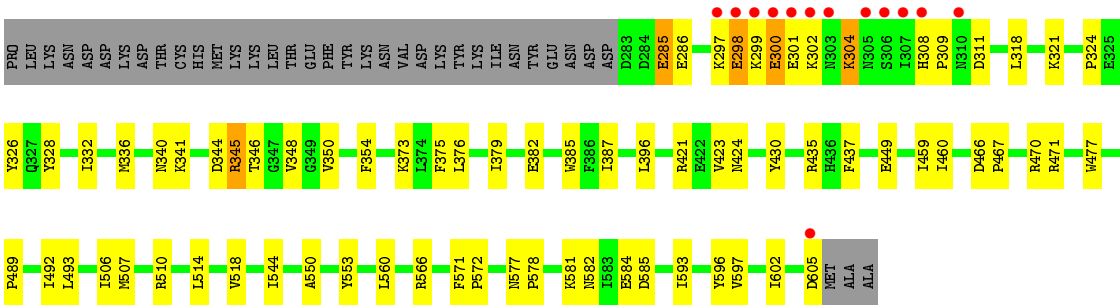 PRO LEU LYS ASN ASP ASP ASP LYS ASP THR CYS HIS MET LYS LYS LEU THR GLU PHE TYR LYS ASN VAL ASP LYS TYR LYS ILE ASN TYR GLU ASN ASP ASP D283 D284 E285 E286 K297 E298 K299 E300 E301 K302 N303 K304 N305 S306 I307 H308 P309 N310 D311 L318 K321 P324 E325
Y326 Q327 Y328 I332 M336 N340 K341 D344 R345 T346 G347 V348 G349 V350 F354 K373 L374 F375 L376 I379 E382 W385 F386 I387 L396 R421 E422 V423 N424 Y430 R435 H436 F437 E449 I459 I460 D466 P467 R470 R471 W477
P489 I492 L493 I506 M507 R510 L514 V518 I544 A550 Y553 L560 R566 F571 P572 N577 P578 K581 N582 I583 E584 D585 I593 Y596 V597 I602 D605 MET ALA ALA